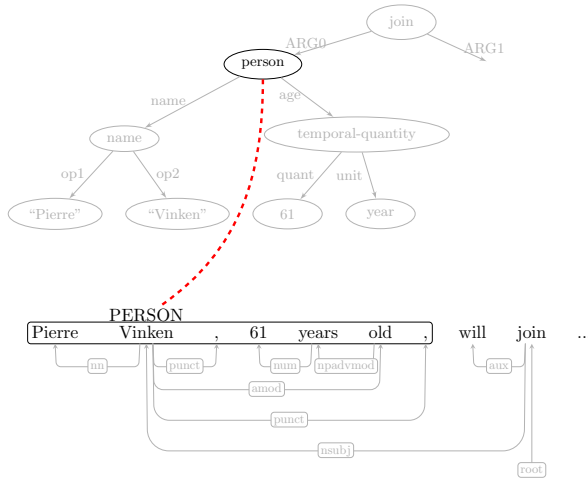 join
ARG0 ARG1
person
name age
name temporal-quantity
op1 op2 quant unit
“Pierre” “Vinken” 61 year
PERSON
Pierre Vinken , 61 years old , will join ...
nn punct num npadvmod aux
amod
punct
nsubj
root